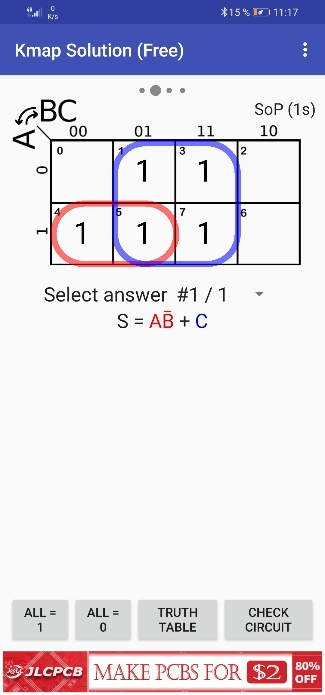 0
K/s
15 %
11:17
Kmap Solution (Free)
A
BC
SoP (1s)
00 01 11 10
0
0 1 3 2
1 1
1
4 5 7 6
1 1 1
Select answer #1 / 1
S = AB̄ + C
ALL = 1
ALL = 0
TRUTH TABLE
CHECK CIRCUIT
JLCPCB
MAKE PCBS FOR $2
80% OFF